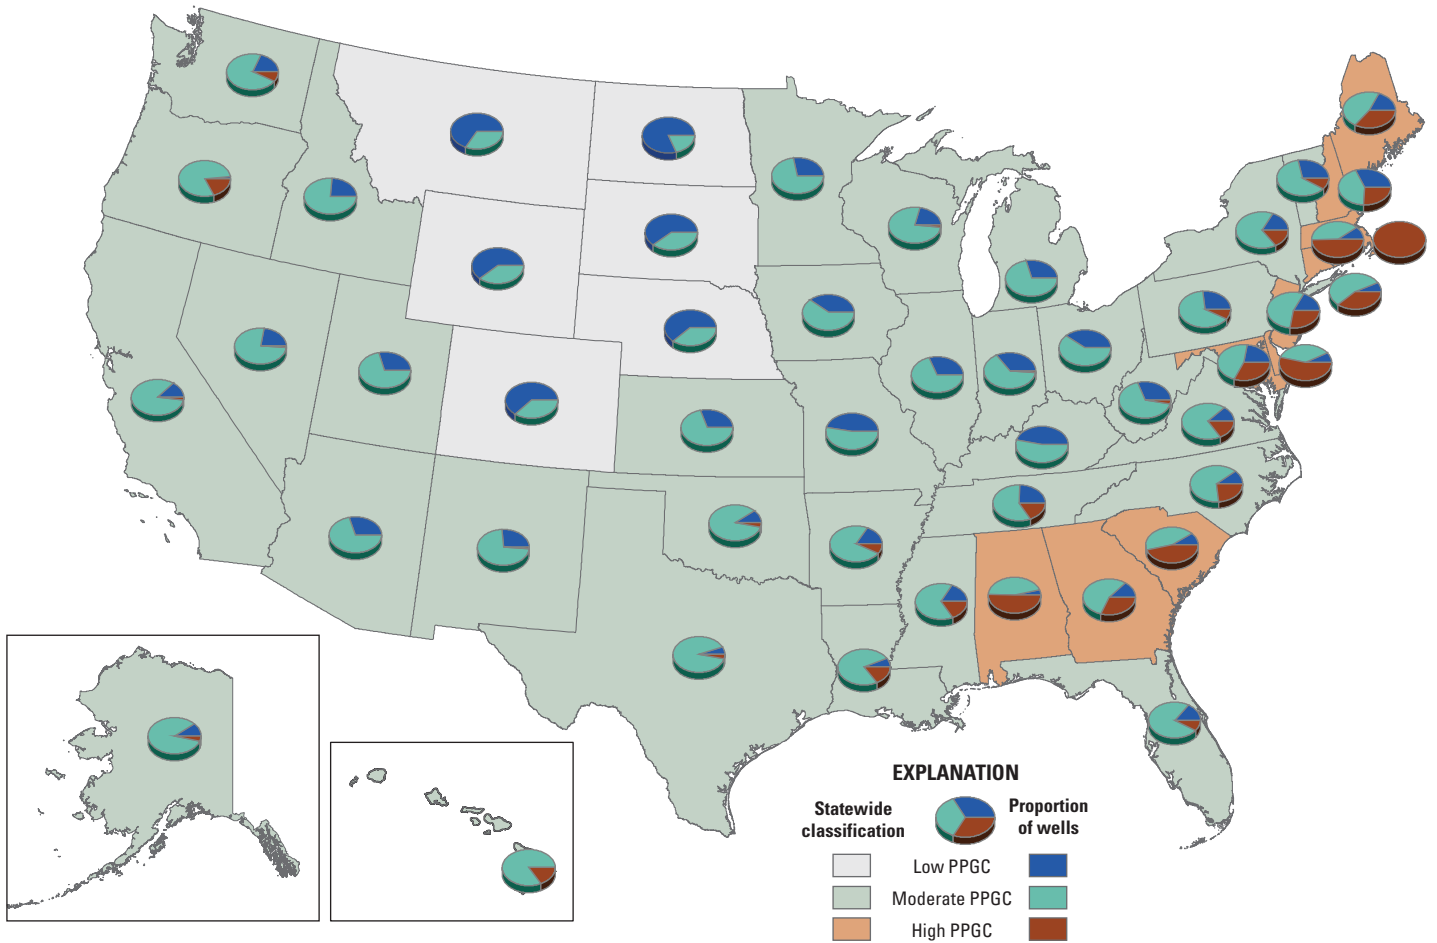 EXPLANATION
Statewide classification
Proportion of wells
Low PPGC
Moderate PPGC
High PPGC